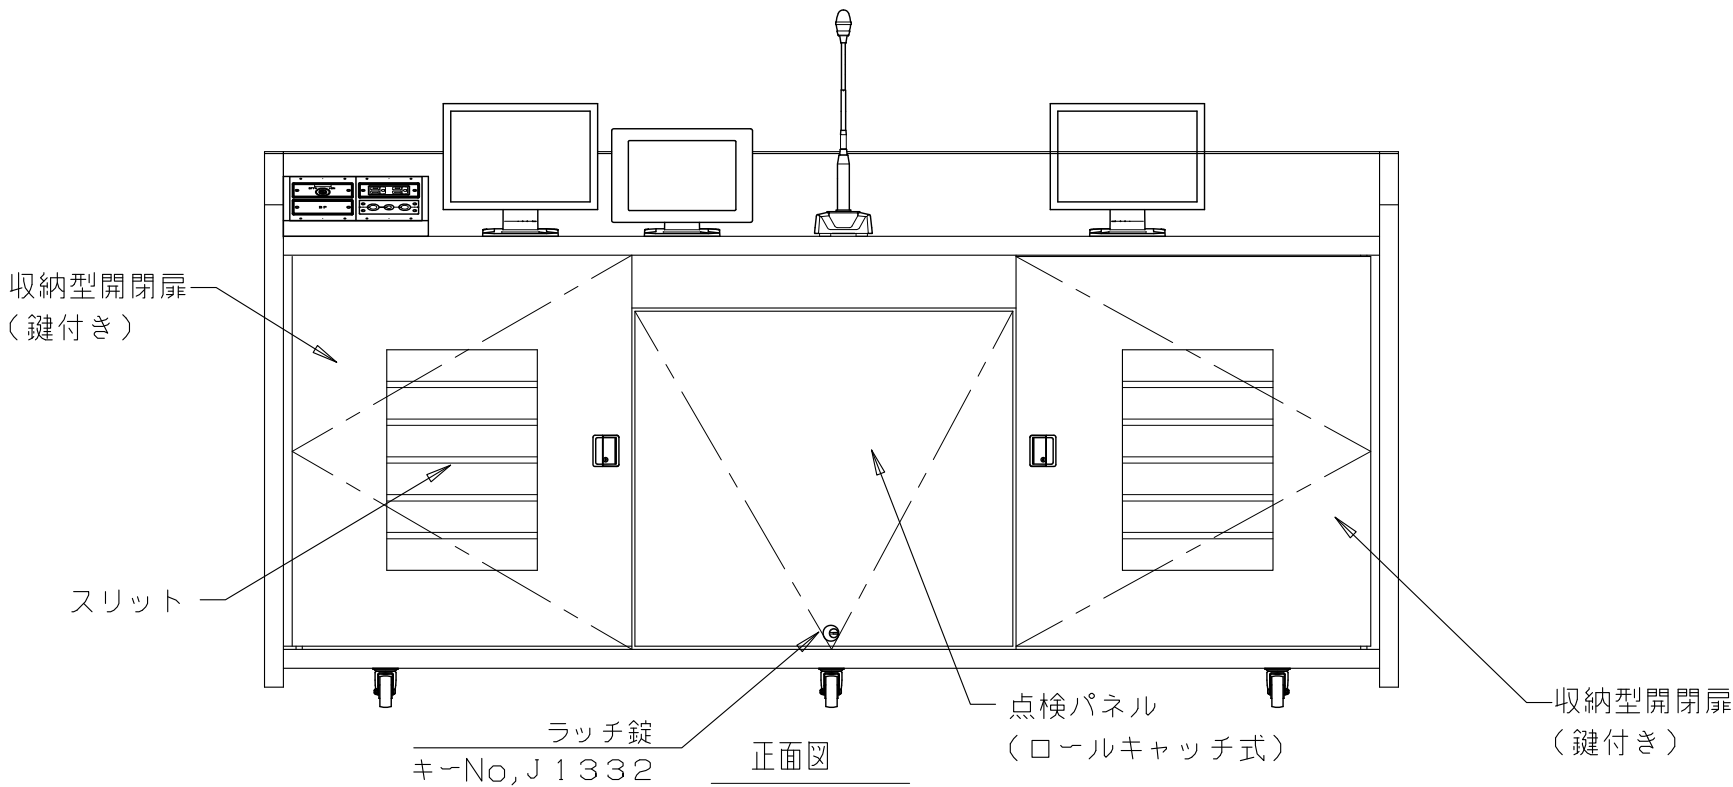 収納型開閉扉
（鍵付き）
スリット
ラッチ錠
キーNo,J1332
正面図
点検パネル
（ロールキャッチ式）
収納型開閉扉
（鍵付き）